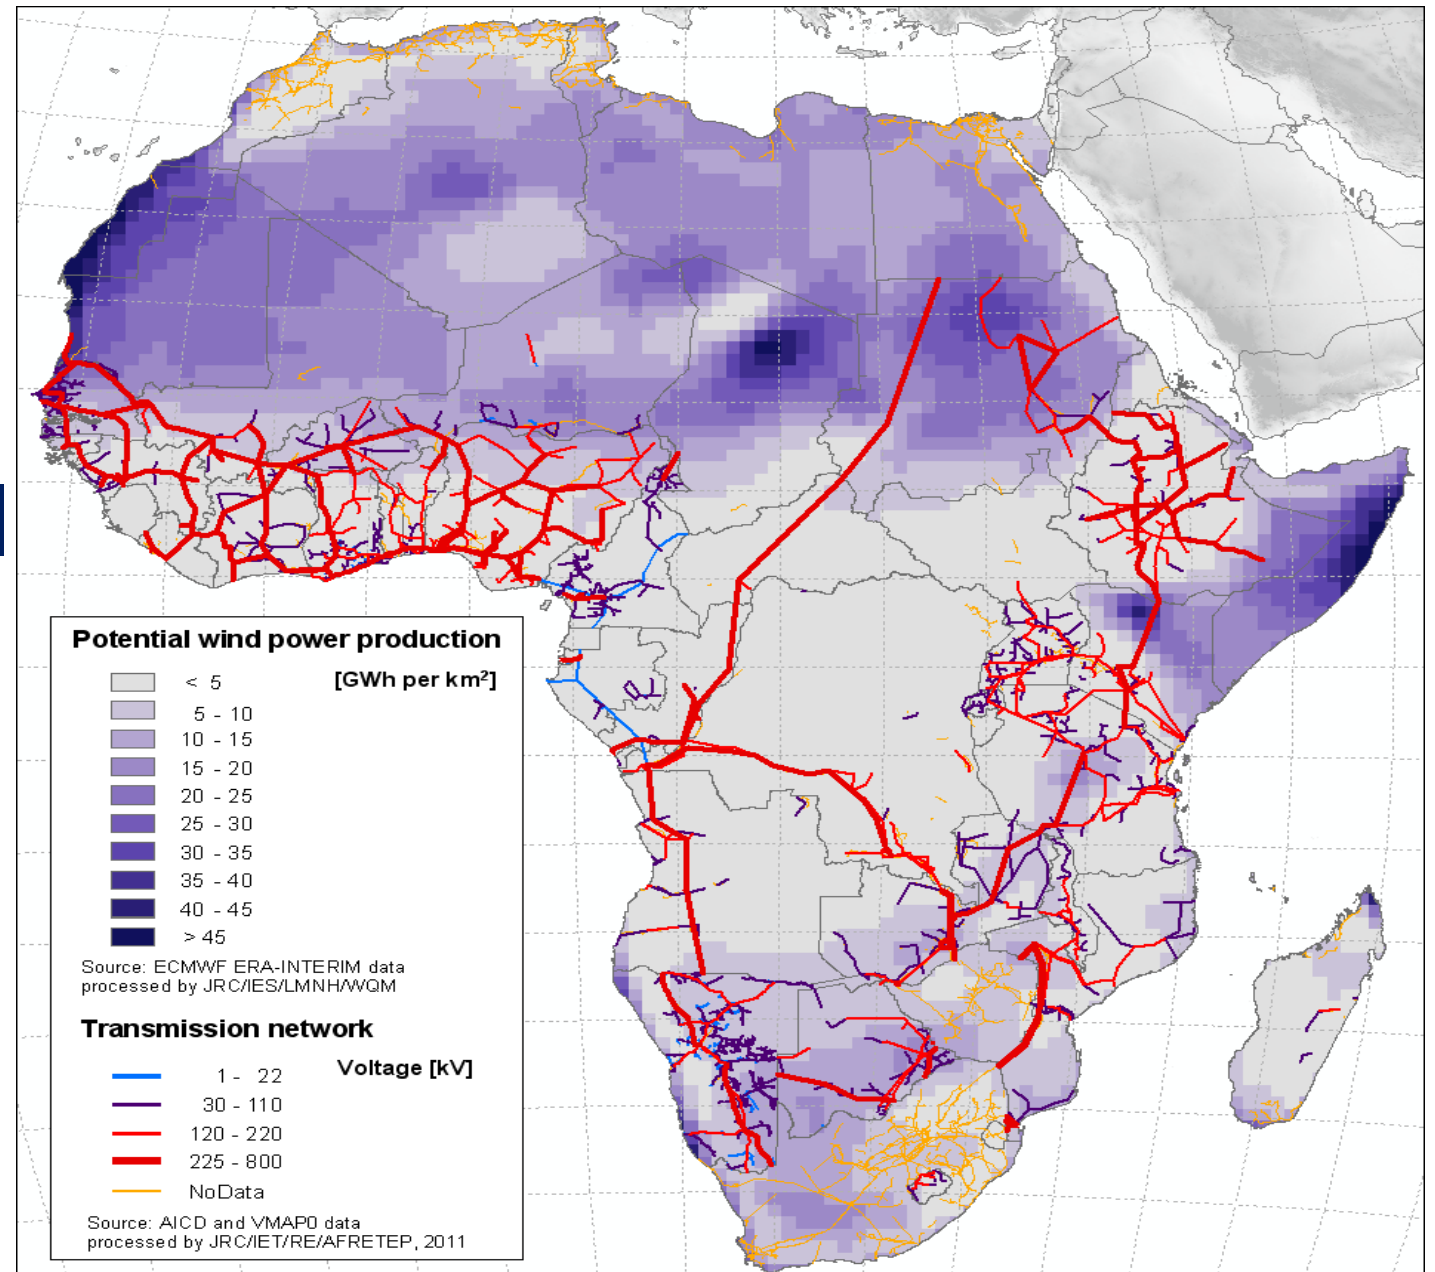 Potential wind power production
[GWh per km²]
< 5
5 - 10
10 - 15
15 - 20
20 - 25
25 - 30
30 - 35
35 - 40
40 - 45
> 45
Source: ECMWF ERA-INTERIM data
processed by JRC/IES/LMNH/WQM
Transmission network
Voltage [kV]
1 - 22
30 - 110
120 - 220
225 - 800
NoData
Source: AICD and VMAP0 data
processed by JRC/IET/RE/AFRETEP, 2011